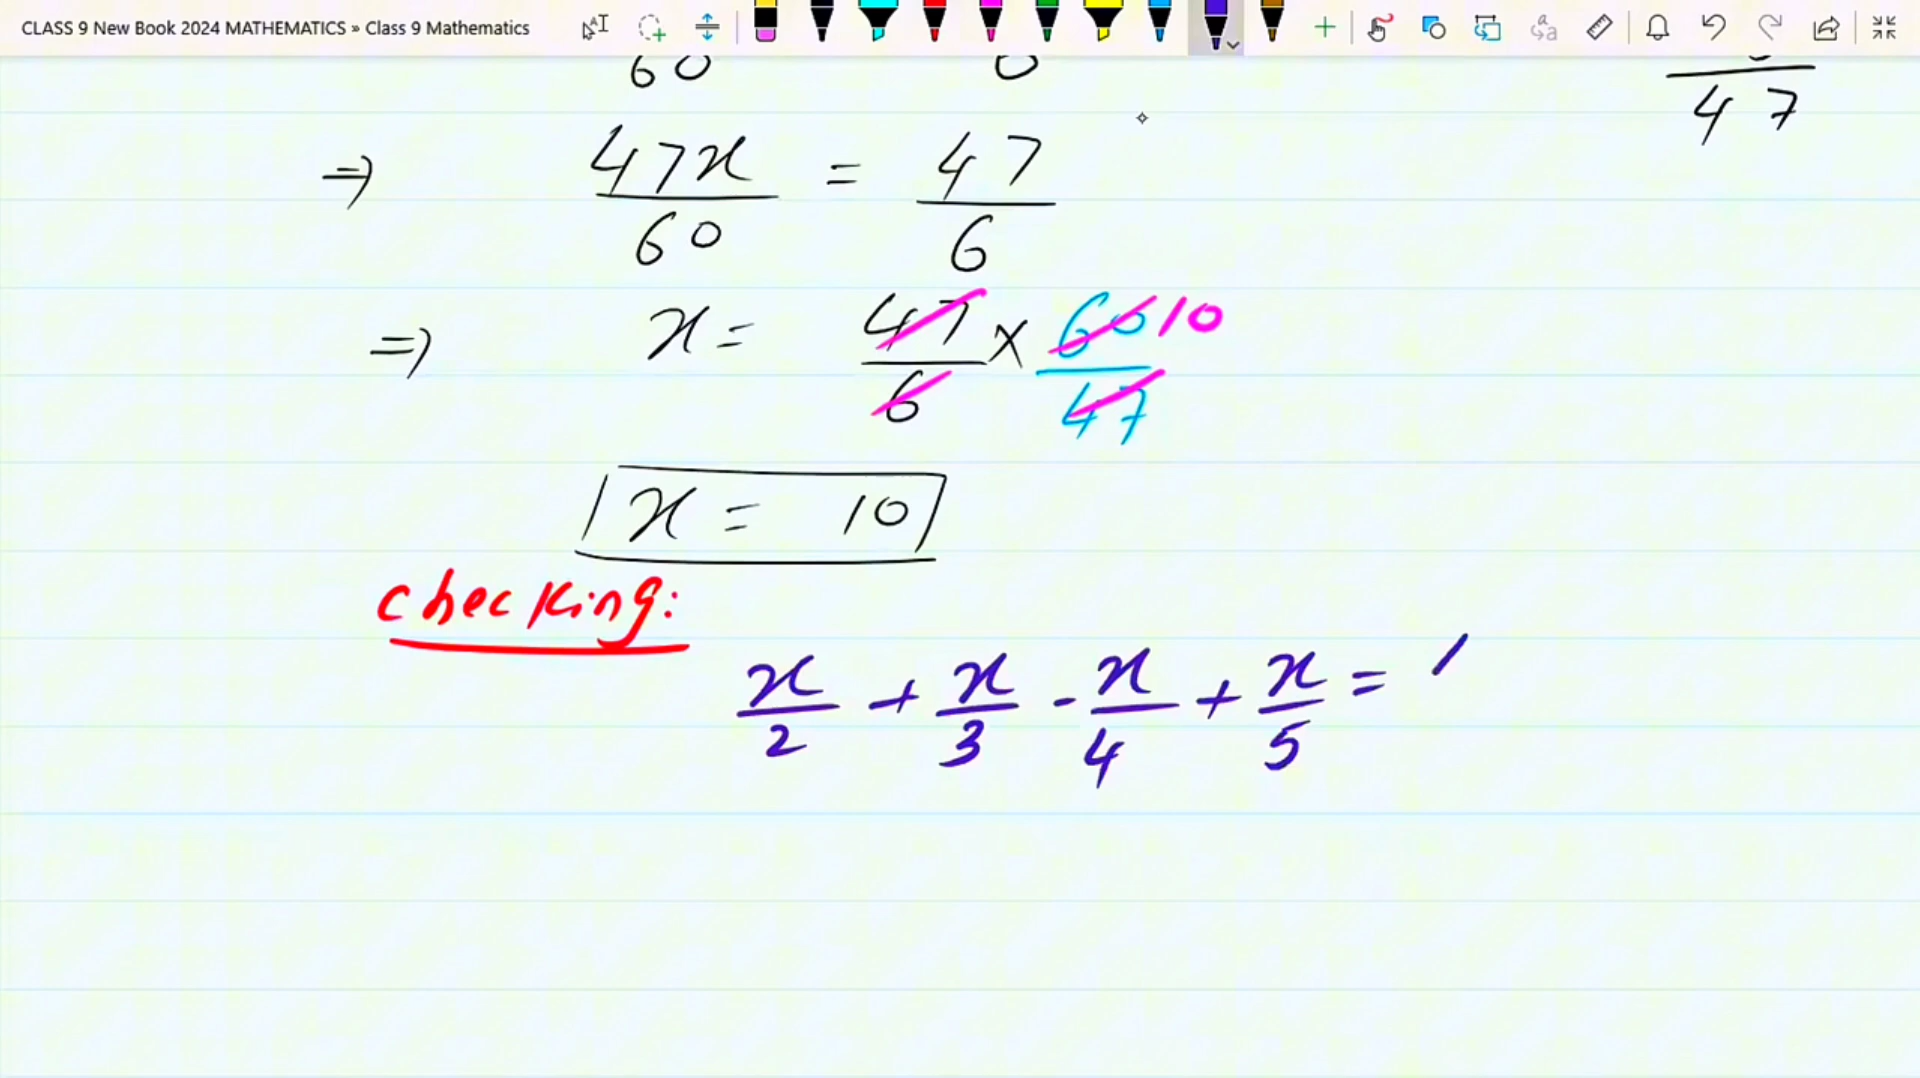 CLASS 9 New Book 2024 MATHEMATICS » Class 9 Mathematics
60
47
⇒ 47x/60 = 47/6
⇒ x = 47/6 × 60/47 10
x = 10
checking:
x/2 + x/3 - x/4 + x/5 =